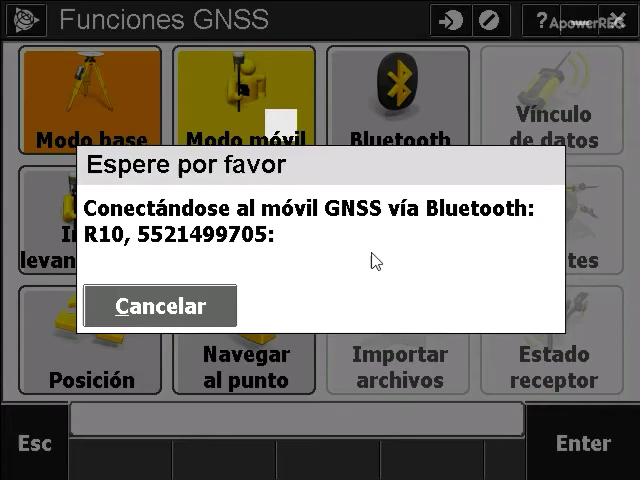 Funciones GNSS
?
ApowerREC
Modo base
Modo móvil
Bluetooth
Vínculo
de datos
Espere por favor
Conectándose al móvil GNSS vía Bluetooth:
R10, 5521499705:
Cancelar
Posición
Navegar
al punto
Importar
archivos
Estado
receptor
Esc
Enter